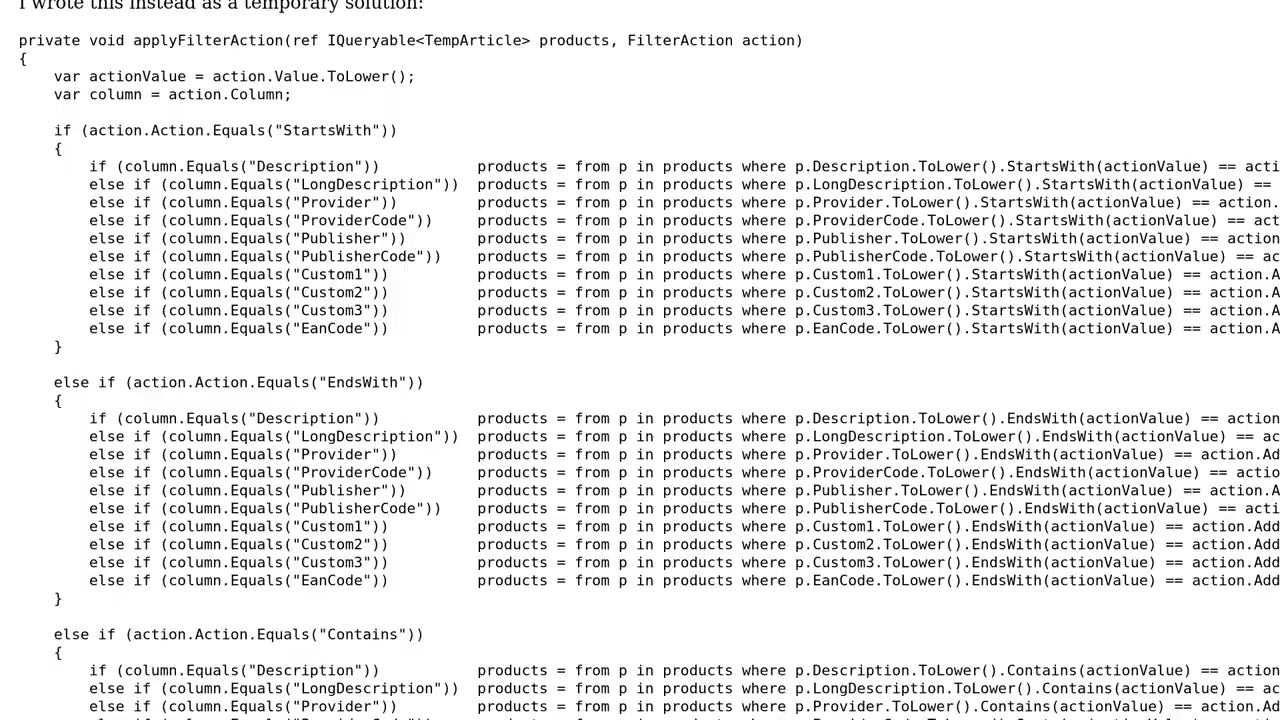 I wrote this instead as a temporary solution:
private void applyFilterAction(ref IQueryable<TempArticle> products, FilterAction action)
{
    var actionValue = action.Value.ToLower();
    var column = action.Column;
    if (action.Action.Equals("StartsWith"))
    {
        if (column.Equals("Description"))           products = from p in products where p.Description.ToLower().StartsWith(actionValue) == acti
        else if (column.Equals("LongDescription"))  products = from p in products where p.LongDescription.ToLower().StartsWith(actionValue) ==
        else if (column.Equals("Provider"))         products = from p in products where p.Provider.ToLower().StartsWith(actionValue) == action.
        else if (column.Equals("ProviderCode"))     products = from p in products where p.ProviderCode.ToLower().StartsWith(actionValue) == act
        else if (column.Equals("Publisher"))        products = from p in products where p.Publisher.ToLower().StartsWith(actionValue) == action
        else if (column.Equals("PublisherCode"))    products = from p in products where p.PublisherCode.ToLower().StartsWith(actionValue) == ac
        else if (column.Equals("Custom1"))          products = from p in products where p.Custom1.ToLower().StartsWith(actionValue) == action.A
        else if (column.Equals("Custom2"))          products = from p in products where p.Custom2.ToLower().StartsWith(actionValue) == action.A
        else if (column.Equals("Custom3"))          products = from p in products where p.Custom3.ToLower().StartsWith(actionValue) == action.A
        else if (column.Equals("EanCode"))          products = from p in products where p.EanCode.ToLower().StartsWith(actionValue) == action.A
    }
    else if (action.Action.Equals("EndsWith"))
    {
        if (column.Equals("Description"))           products = from p in products where p.Description.ToLower().EndsWith(actionValue) == action
        else if (column.Equals("LongDescription"))  products = from p in products where p.LongDescription.ToLower().EndsWith(actionValue) == ac
        else if (column.Equals("Provider"))         products = from p in products where p.Provider.ToLower().EndsWith(actionValue) == action.Ad
        else if (column.Equals("ProviderCode"))     products = from p in products where p.ProviderCode.ToLower().EndsWith(actionValue) == actio
        else if (column.Equals("Publisher"))        products = from p in products where p.Publisher.ToLower().EndsWith(actionValue) == action.A
        else if (column.Equals("PublisherCode"))    products = from p in products where p.PublisherCode.ToLower().EndsWith(actionValue) == acti
        else if (column.Equals("Custom1"))          products = from p in products where p.Custom1.ToLower().EndsWith(actionValue) == action.Add
        else if (column.Equals("Custom2"))          products = from p in products where p.Custom2.ToLower().EndsWith(actionValue) == action.Add
        else if (column.Equals("Custom3"))          products = from p in products where p.Custom3.ToLower().EndsWith(actionValue) == action.Add
        else if (column.Equals("EanCode"))          products = from p in products where p.EanCode.ToLower().EndsWith(actionValue) == action.Add
    }
    else if (action.Action.Equals("Contains"))
    {
        if (column.Equals("Description"))           products = from p in products where p.Description.ToLower().Contains(actionValue) == action
        else if (column.Equals("LongDescription"))  products = from p in products where p.LongDescription.ToLower().Contains(actionValue) == ac
        else if (column.Equals("Provider"))         products = from p in products where p.Provider.ToLower().Contains(actionValue) == action.Ad